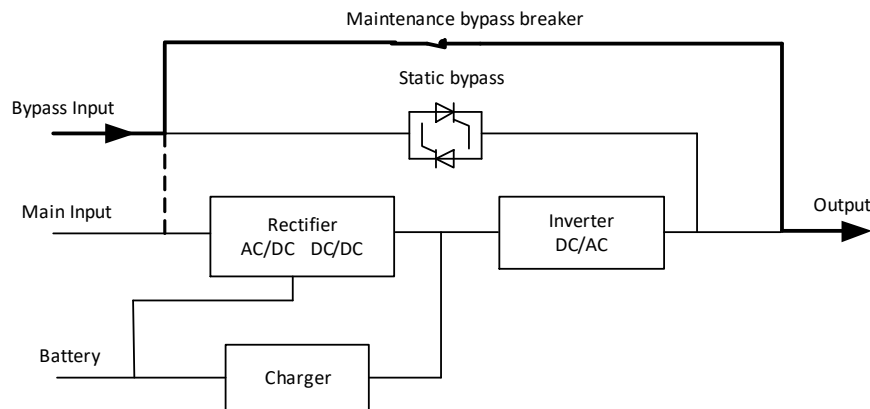 Maintenance bypass breaker
Static bypass
Bypass Input
Main Input
Rectifier
AC/DC DC/DC
Inverter
DC/AC
Output
Battery
Charger